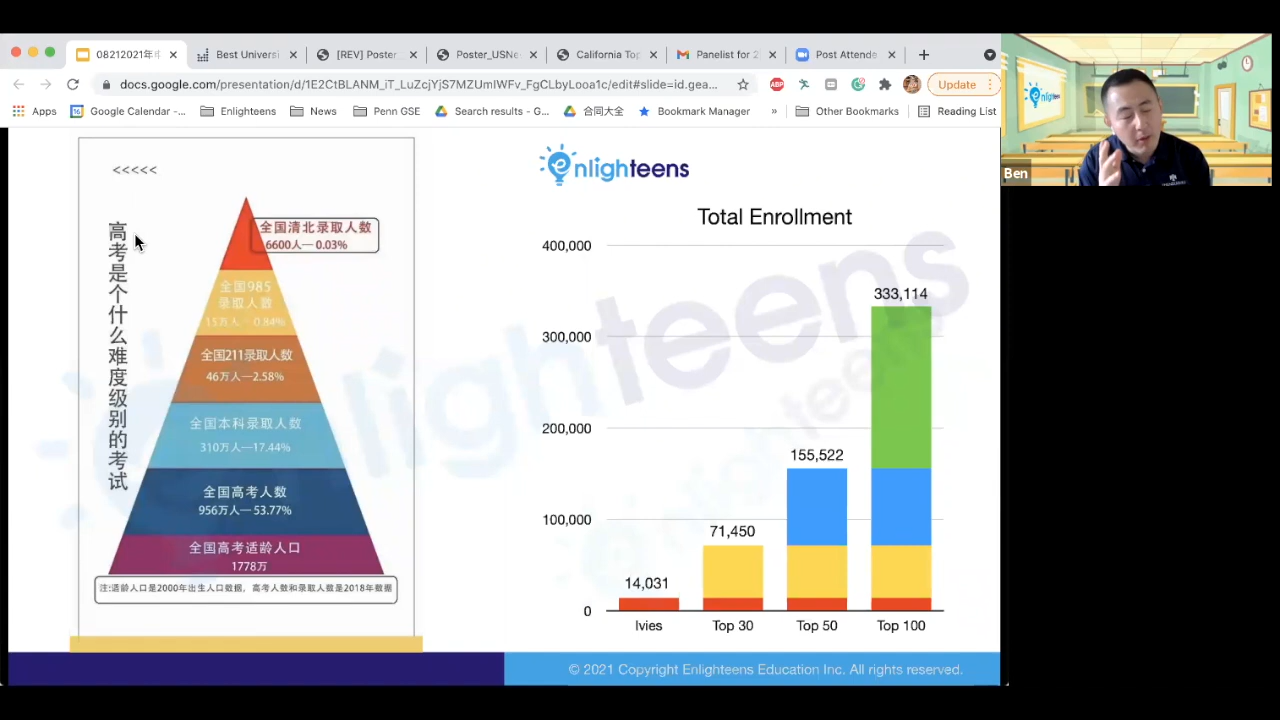 08212021年
Best Universi
[REV] Poster
Poster_USNe
California Top
Panelist for 2
Post Attende
docs.google.com/presentation/d/1E2CtBLANM_iT_LuZcjYjSTMZUmIWFv_FgCLbyLooa1c/edit#slide=id.gea...
ABP
Update
Apps
Google Calendar -...
Enlighteens
News
Penn GSE
Search results - G...
合同大全
Bookmark Manager
»
Other Bookmarks
Reading List
enlighteens
Ben
<<<<<
高考是个什么难度级别的考试
全国清北录取人数
6600人—0.03%
全国985
录取人数
15万人—0.84%
全国211录取人数
46万人—2.58%
全国本科录取人数
310万人—17.44%
全国高考人数
956万人—53.77%
全国高考适龄人口
1778万
注:适龄人口是2000年出生人口数据，高考人数和录取人数是2018年数据
enlighteens
Total Enrollment
400,000
300,000
200,000
100,000
0
14,031
71,450
155,522
333,114
Ivies
Top 30
Top 50
Top 100
enlighteens
© 2021 Copyright Enlighteens Education Inc. All rights reserved.